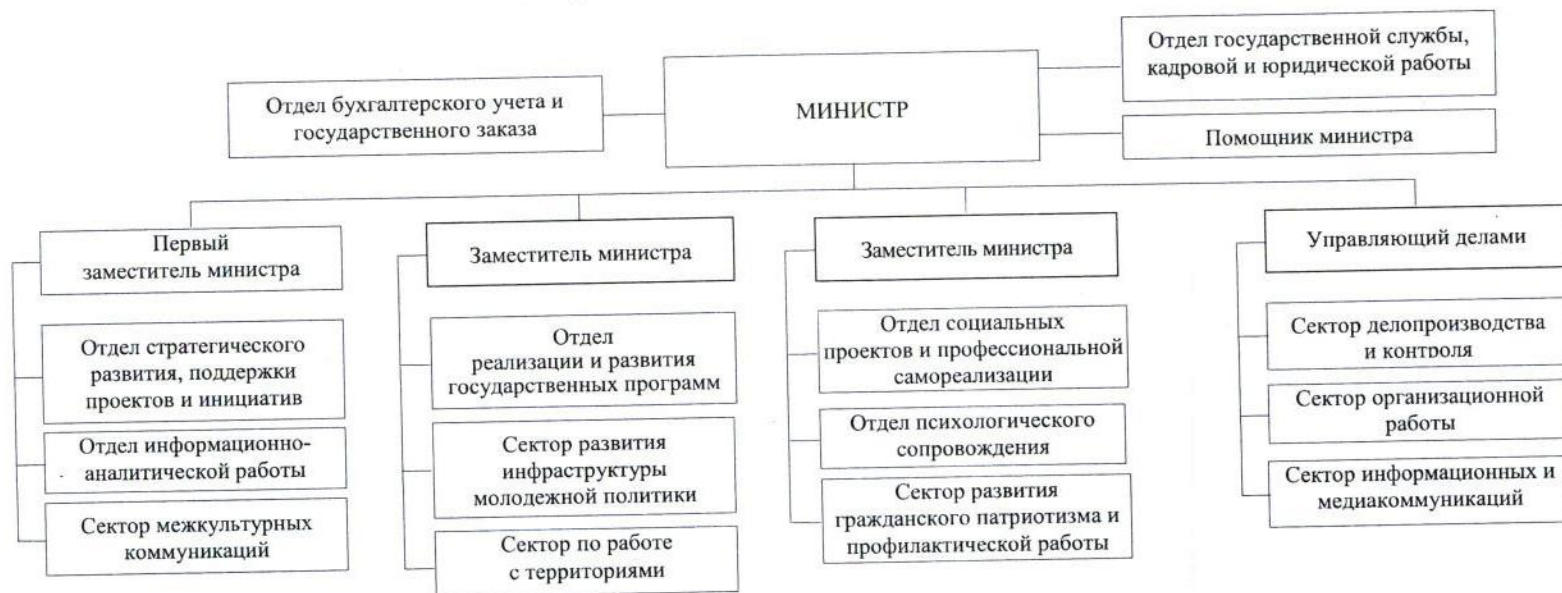 Отдел государственной службы,
кадровой и юридической работы
Отдел бухгалтерского учета и
государственного заказа
МИНИСТР
Помощник министра
Первый
заместитель министра
Отдел стратегического
развития, поддержки
проектов и инициатив
Отдел информационно-
аналитической работы
Сектор межкультурных
коммуникаций
Заместитель министра
Отдел
реализации и развития
государственных программ
Сектор развития
инфраструктуры
молодежной политики
Сектор по работе
с территориями
Заместитель министра
Отдел социальных
проектов и профессиональной
самореализации
Отдел психологического
сопровождения
Сектор развития
гражданского патриотизма и
профилактической работы
Управляющий делами
Сектор делопроизводства
и контроля
Сектор организационной
работы
Сектор информационных и
медиакоммуникаций